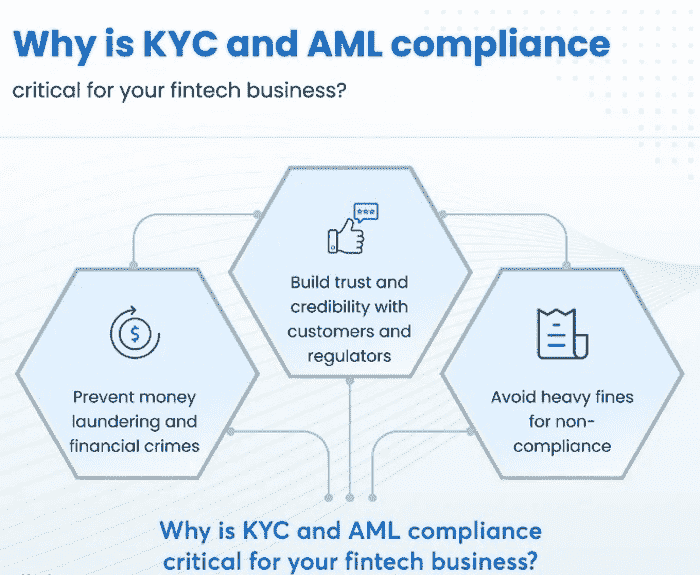 Why is KYC and AML compliance
critical for your fintech business?
Build trust and
credibility with
customers and
regulators
Prevent money
laundering and
financial crimes
$
Avoid heavy fines
for non-
compliance
Why is KYC and AML compliance
critical for your fintech business?